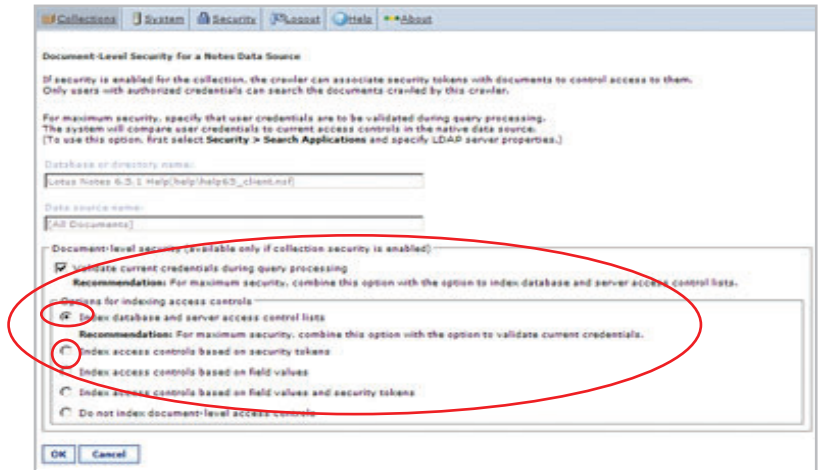 Collections System Security Logout Help About
Document-Level Security for a Notes Data Source
If security is enabled for the collection, the crawler can associate security tokens with documents to control access to them.
Only users with authorized credentials can search the documents crawled by this crawler.
For maximum security, specify that user credentials are to be validated during query processing.
The system will compare user credentials to current access controls in the native data source.
(To use this option, first select Security > Search Applications and specify LDAP server properties.)
Database or directory name:
Lotus Notes 6.5.1 Help(help\help65_client.nsf)
Data source name:
[All Documents]
Document-level security (available only if collection security is enabled)
Validate current credentials during query processing
Recommendation: For maximum security, combine this option with the option to index database and server access control lists.
Options for indexing access controls
Index database and server access control lists
Recommendation: For maximum security, combine this option with the option to validate current credentials.
Index access controls based on security tokens
Index access controls based on field values
Index access controls based on field values and security tokens
Do not index document-level access controls
OK Cancel